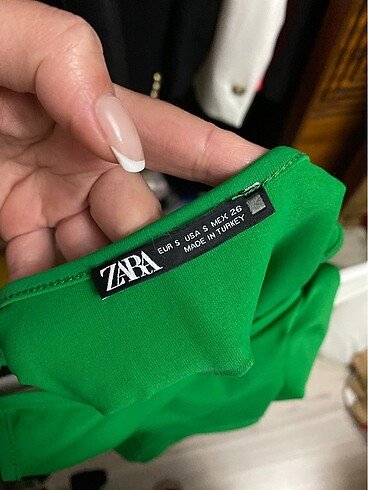 ZARA
EUR S USA S MEX 26
MADE IN TURKEY